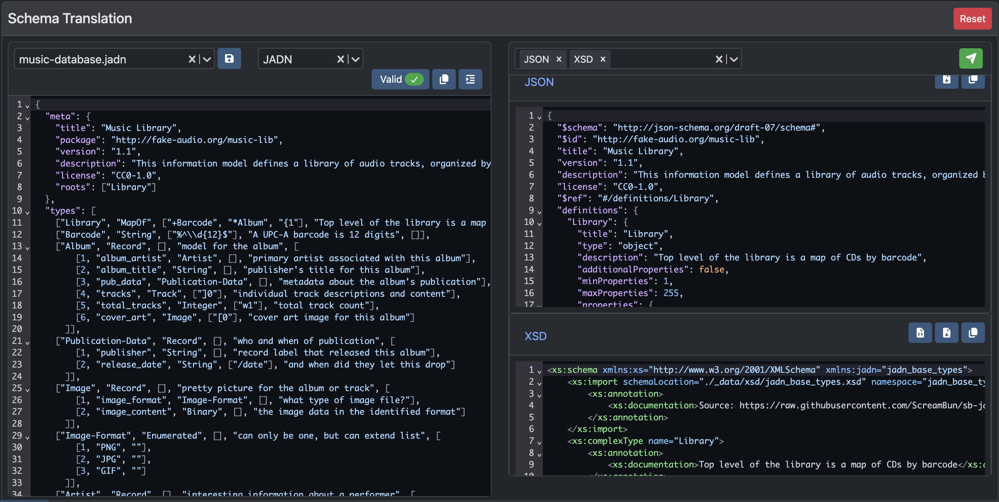 Schema Translation
Reset
music-database.jadn
JADN
Valid
1 {
2 "meta": {
3 "title": "Music Library",
4 "package": "http://fake-audio.org/music-lib",
5 "version": "1.1",
6 "description": "This information model defines a library of audio tracks, organized by
7 "license": "CC0-1.0",
8 "roots": ["Library"]
9 },
10 "types": [
11 ["Library", "MapOf", ["+Barcode", "*Album", "{1"], "Top level of the library is a map
12 ["Barcode", "String", ["%^\\d{12}$"], "A UPC-A barcode is 12 digits", []],
13 ["Album", "Record", [], "model for the album", [
14 [1, "album_artist", "Artist", [], "primary artist associated with this album"],
15 [2, "album_title", "String", [], "publisher's title for this album"],
16 [3, "pub_data", "Publication-Data", [], "metadata about the album's publication"],
17 [4, "tracks", "Track", ["]0"], "individual track descriptions and content"],
18 [5, "total_tracks", "Integer", ["w1"], "total track count"],
19 [6, "cover_art", "Image", ["[0"], "cover art image for this album"]
20 ]],
21 ["Publication-Data", "Record", [], "who and when of publication", [
22 [1, "publisher", "String", [], "record label that released this album"],
23 [2, "release_date", "String", ["/date"], "and when did they let this drop"]
24 ]],
25 ["Image", "Record", [], "pretty picture for the album or track", [
26 [1, "image_format", "Image-Format", [], "what type of image file?"],
27 [2, "image_content", "Binary", [], "the image data in the identified format"]
28 ]],
29 ["Image-Format", "Enumerated", [], "can only be one, but can extend list", [
30 [1, "PNG", ""],
31 [2, "JPG", ""],
32 [3, "GIF", ""]
33 ]],
34 ["Artist", "Record", [], "interesting information about a performer", [
JSON XSD
JSON
1 {
2 "$schema": "http://json-schema.org/draft-07/schema#",
3 "$id": "http://fake-audio.org/music-lib",
4 "title": "Music Library",
5 "version": "1.1",
6 "description": "This information model defines a library of audio tracks, organized b
7 "license": "CC0-1.0",
8 "$ref": "#/definitions/Library",
9 "definitions": {
10 "Library": {
11 "title": "Library",
12 "type": "object",
13 "description": "Top level of the library is a map of CDs by barcode",
14 "additionalProperties": false,
15 "minProperties": 1,
16 "maxProperties": 255,
17 "properties": {
XSD
1 <xs:schema xmlns:xs="http://www.w3.org/2001/XMLSchema" xmlns:jadn="jadn_base_types">
2 <xs:import schemaLocation="./_data/xsd/jadn_base_types.xsd" namespace="jadn_base_ty
3 <xs:annotation>
4 <xs:documentation>Source: https://raw.githubusercontent.com/ScreamBun/sb-ja
5 </xs:annotation>
6 </xs:import>
7 <xs:complexType name="Library">
8 <xs:annotation>
9 <xs:documentation>Top level of the library is a map of CDs by barcode</xs:d
10 </xs:annotation>